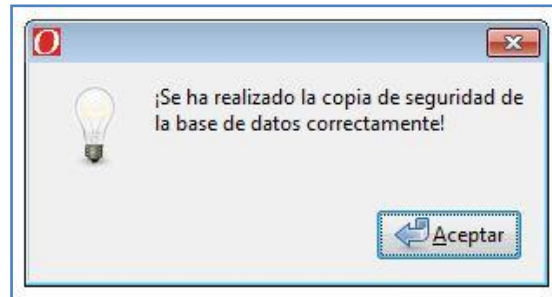 ¡Se ha realizado la copia de seguridad de
la base de datos correctamente!
Aceptar